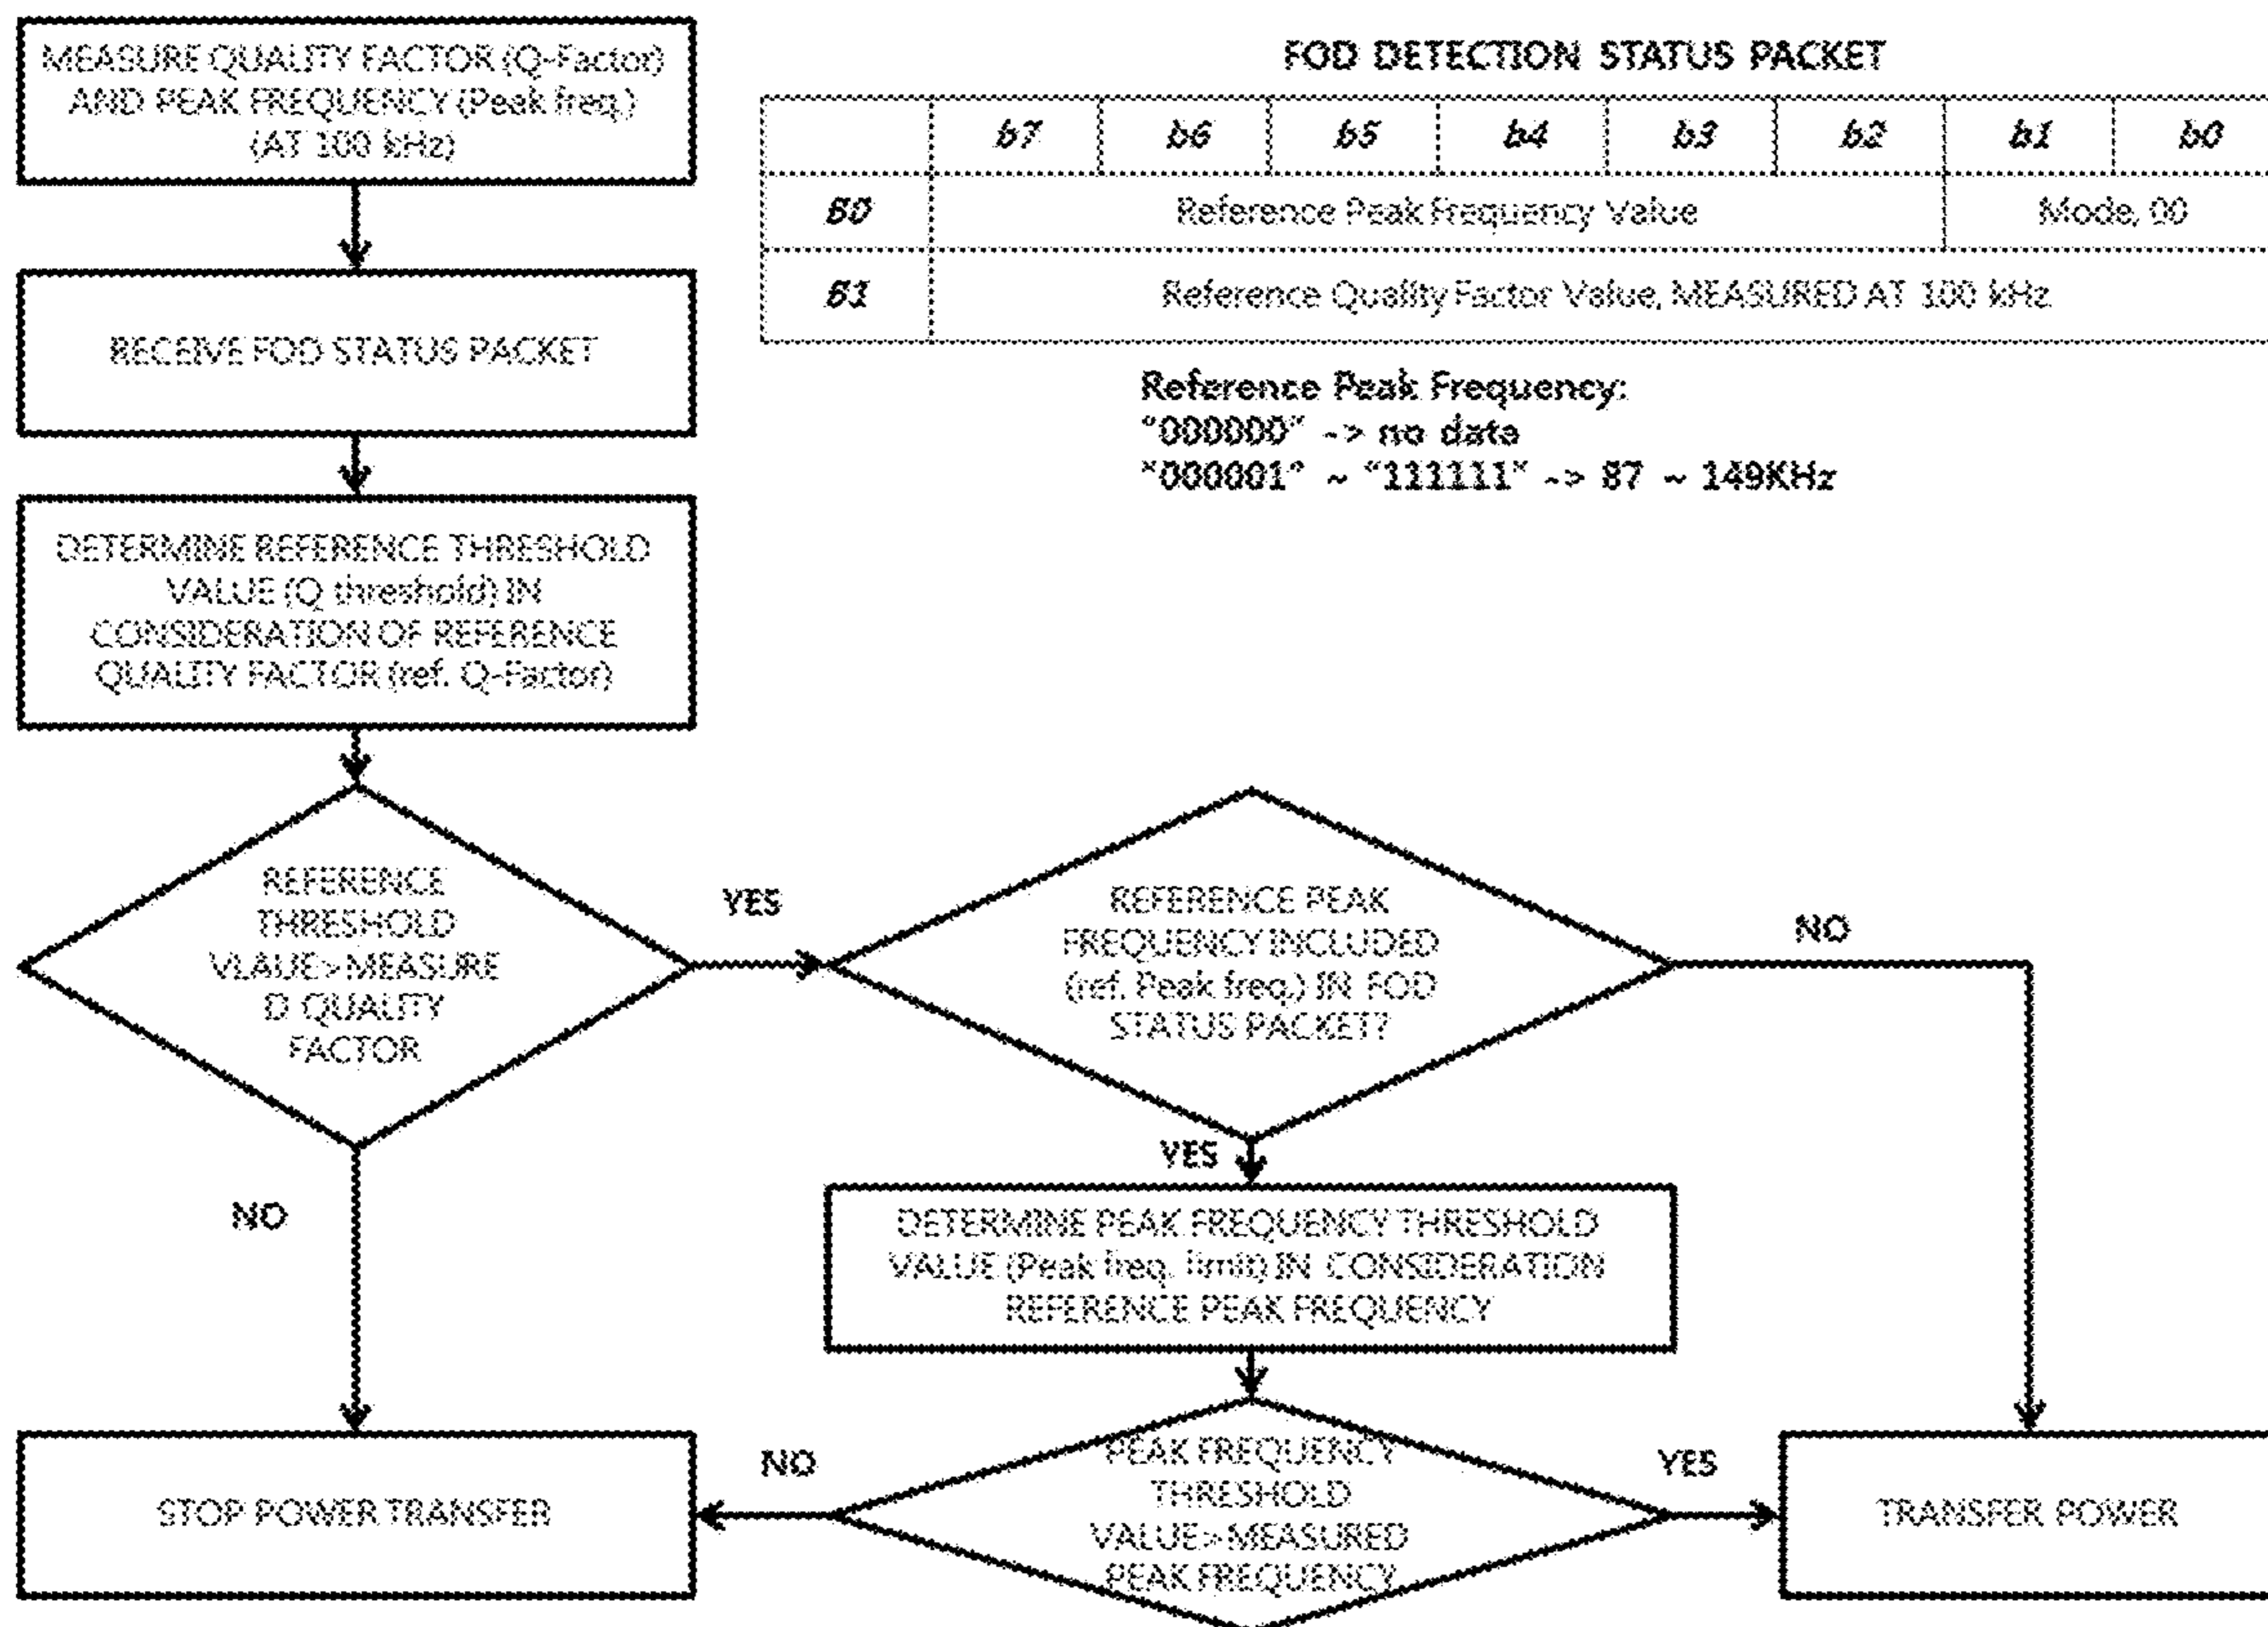 MEASURE QUALITY FACTOR (Q-Factor)
AND PEAK FREQUENCY (Peak freq.)
(AT 100 kHz)
RECEIVE FOD STATUS PACKET
DETERMINE REFERENCE THRESHOLD
VALUE (Q threshold) IN
CONSIDERATION OF REFERENCE
QUALITY FACTOR (ref. Q-Factor)
FOD DETECTION STATUS PACKET
b7 b6 b5 b4 b3 b2 b1 b0
B0 Reference Peak Frequency Value Mode, 00
B1 Reference Quality Factor Value, MEASURED AT 100 kHz
Reference Peak Frequency:
"000000" -> no data
"000001" ~ "111111" -> 87 ~ 149KHz
REFERENCE
THRESHOLD
VLAUE>MEASURE
D QUALITY
FACTOR
YES
NO
REFERENCE PEAK
FREQUENCY INCLUDED
(ref. Peak freq.) IN FOD
STATUS PACKET?
NO
YES
DETERMINE PEAK FREQUENCY THRESHOLD
VALUE (Peak freq. limit) IN CONSIDERATION
REFERENCE PEAK FREQUENCY
PEAK FREQUENCY
THRESHOLD
VALUE>MEASURED
PEAK FREQUENCY
NO
YES
STOP POWER TRANSFER
TRANSFER POWER